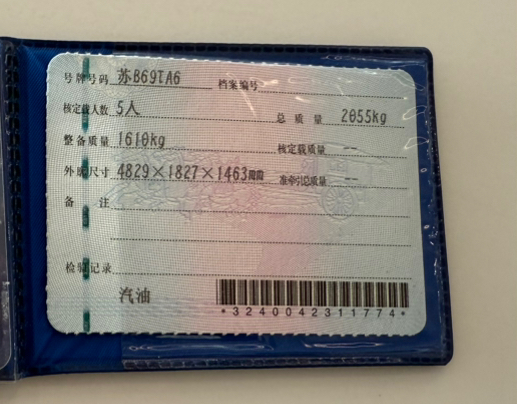 号牌号码 苏B69TA6 档案编号
核定载人数 5人 总质量 2055kg
整备质量 1610kg 核定载质量 --
外廓尺寸 4829×1827×1463mm 准牵引总质量 --
备注
检验记录
汽油
*3240042311774*